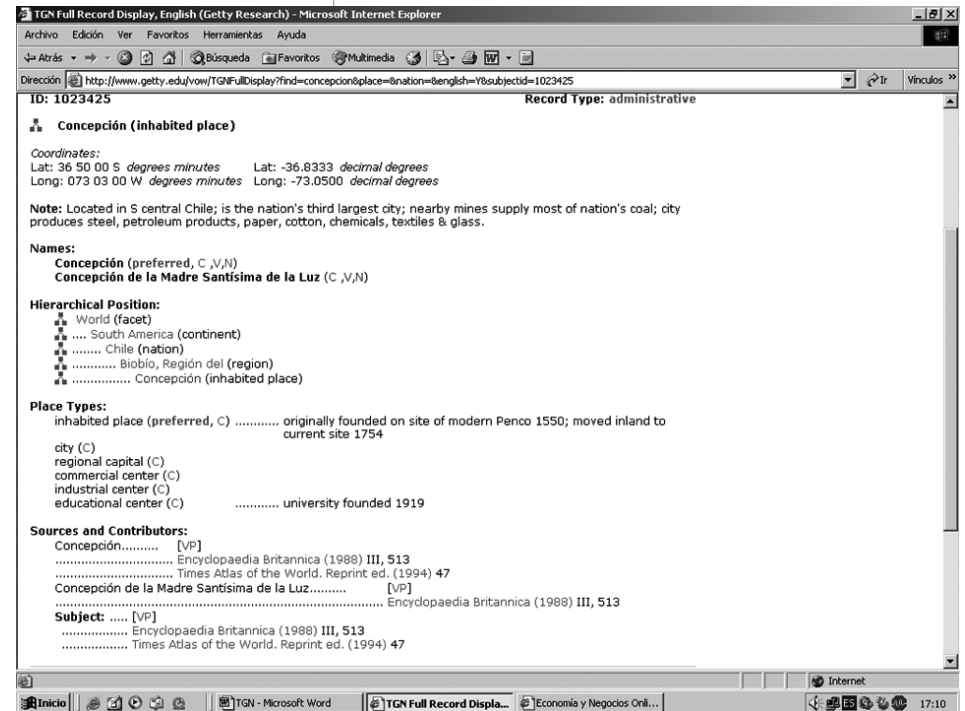 TGN Full Record Display, English (Getty Research) - Microsoft Internet Explorer
Archivo Edición Ver Favoritos Herramientas Ayuda
Atrás Búsqueda Favoritos Multimedia
Dirección http://www.getty.edu/vow/TGNFullDisplay?find=concepcion&place=&nation=&english=Y&subjectid=1023425 Ir Vínculos »
ID: 1023425 Record Type: administrative
Concepción (inhabited place)
Coordinates:
Lat: 36 50 00 S degrees minutes Lat: -36.8333 decimal degrees
Long: 073 03 00 W degrees minutes Long: -73.0500 decimal degrees
Note: Located in S central Chile; is the nation's third largest city; nearby mines supply most of nation's coal; city
produces steel, petroleum products, paper, cotton, chemicals, textiles & glass.
Names:
Concepción (preferred, C ,V,N)
Concepción de la Madre Santísima de la Luz (C ,V,N)
Hierarchical Position:
World (facet)
.... South America (continent)
........ Chile (nation)
............ Biobío, Región del (region)
................ Concepción (inhabited place)
Place Types:
inhabited place (preferred, C) ............ originally founded on site of modern Penco 1550; moved inland to
current site 1754
city (C)
regional capital (C)
commercial center (C)
industrial center (C)
educational center (C) ............ university founded 1919
Sources and Contributors:
Concepción.......... [VP]
................................ Encyclopaedia Britannica (1988) III, 513
................................ Times Atlas of the World. Reprint ed. (1994) 47
Concepción de la Madre Santísima de la Luz.......... [VP]
.......................................................................................... Encyclopaedia Britannica (1988) III, 513
Subject: ..... [VP]
.................. Encyclopaedia Britannica (1988) III, 513
.................. Times Atlas of the World. Reprint ed. (1994) 47
Internet
Inicio TGN - Microsoft Word TGN Full Record Displa... Economía y Negocios Onli... ES 17:10